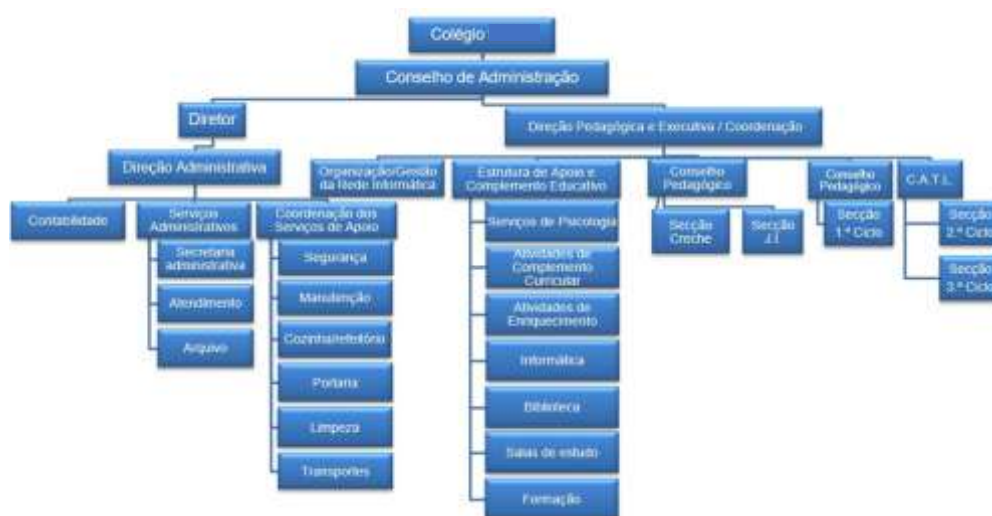 Colégio
Conselho de Administração
Diretor
Direção Pedagógica e Executiva / Coordenação
Direção Administrativa
Organização/Gestão
da Rede Informática
Estrutura de Apoio e
Complemento Educativo
Conselho
Pedagógico
Conselho
Pedagógico
C.A.T.L.
Contabilidade
Serviços
Administrativos
Coordenação dos
Serviços de Apoio
Secretaria
administrativa
Atendimento
Arquivo
Segurança
Manutenção
Cozinha/refeitório
Portaria
Limpeza
Transportes
Serviços de Psicologia
Atividades de
Complemento
Curricular
Atividades de
Enriquecimento
Informática
Biblioteca
Salas de estudo
Formação
Secção
Creche
Secção
J.I.
Secção
1.º Ciclo
Secção
2.º Ciclo
Secção
3.º Ciclo